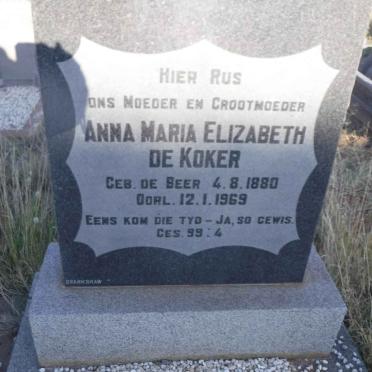 Hier Rus
ons Moeder en Grootmoeder
Anna Maria Elizabeth
de Koker
Geb. de Beer 4.8.1880
Oorl. 12.1.1969
Eens kom die tyd – Ja, so gewis.
Ges. 99:4